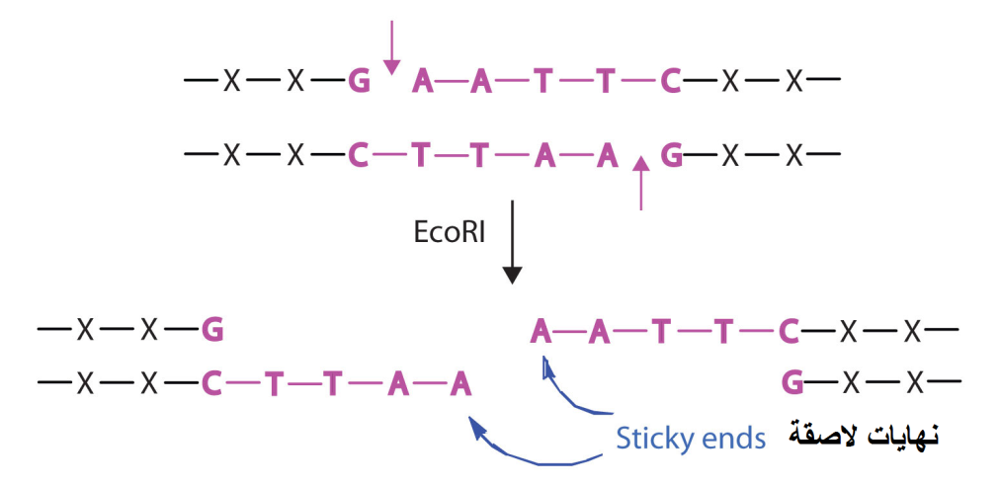 —X—X—G A—A—T—T—C—X—X—
—X—X—C—T—T—A—A G—X—X—
EcoRI
—X—X—G A—A—T—T—C—X—X—
—X—X—C—T—T—A—A G—X—X—
Sticky ends نهايات لاصقة